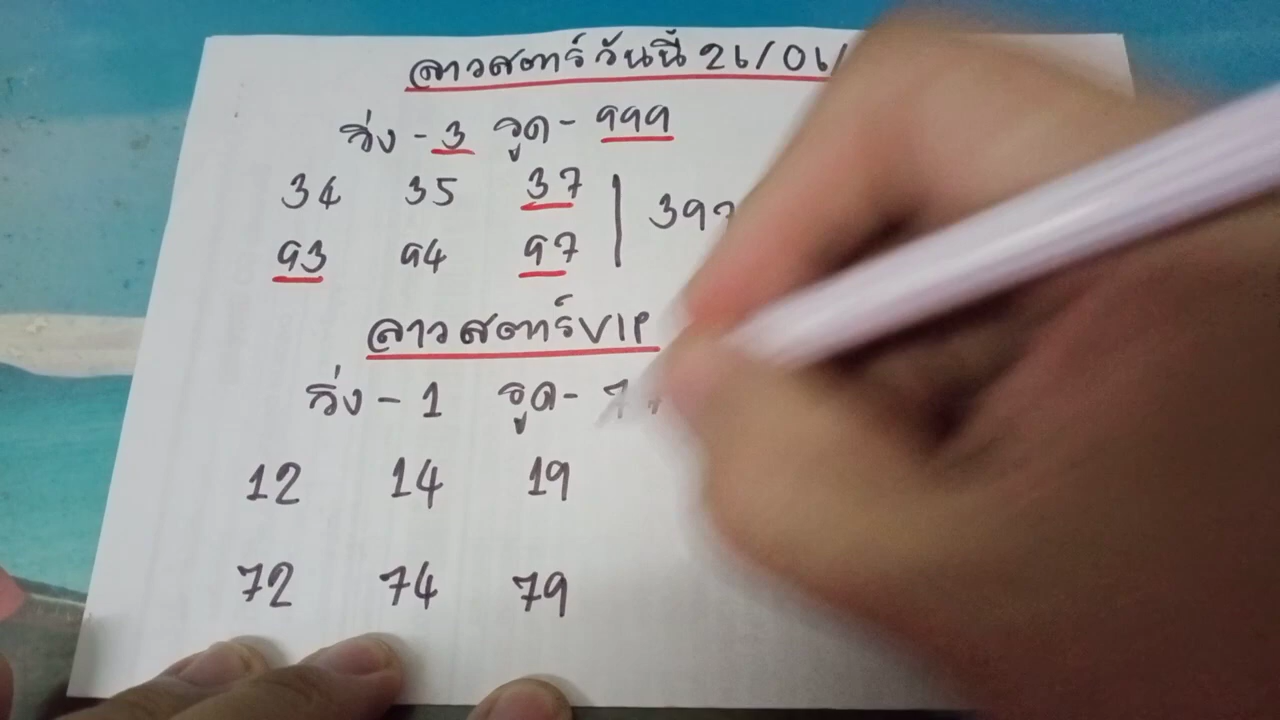 ลาวสตาร์วันนี้ 26/06/
วิ่ง - 3 รูด - 999
34 35 37
93 94 97
397
ลาวสตาร์VIP
วิ่ง - 1 รูด - 77
12 14 19
72 74 79